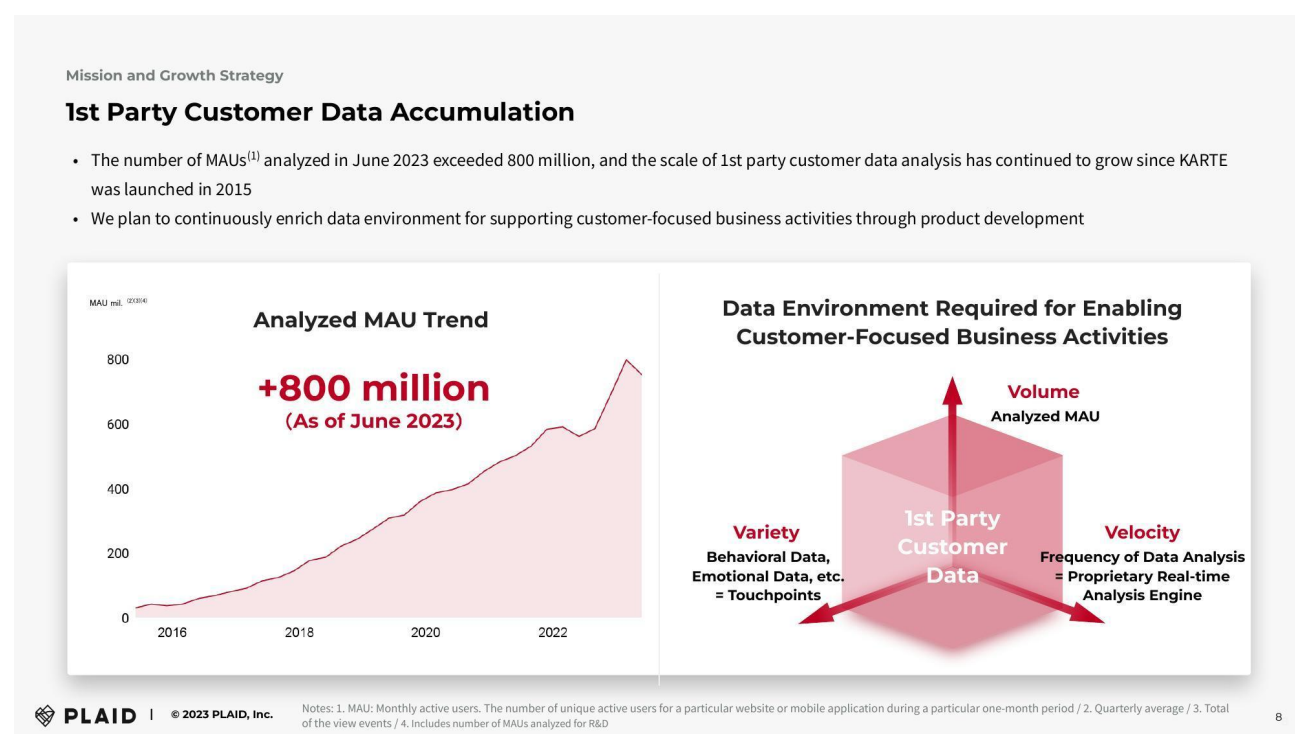 Mission and Growth Strategy
1st Party Customer Data Accumulation
• The number of MAUs(1) analyzed in June 2023 exceeded 800 million, and the scale of 1st party customer data analysis has continued to grow since KARTE
was launched in 2015
• We plan to continuously enrich data environment for supporting customer-focused business activities through product development
MAU mil. (2)(3)(4)
Analyzed MAU Trend
+800 million
(As of June 2023)
800
600
400
200
0
2016 2018 2020 2022
Data Environment Required for Enabling
Customer-Focused Business Activities
Volume
Analyzed MAU
1st Party
Customer
Data
Variety
Behavioral Data,
Emotional Data, etc.
= Touchpoints
Velocity
Frequency of Data Analysis
= Proprietary Real-time
Analysis Engine
PLAID | © 2023 PLAID, Inc.
Notes: 1. MAU: Monthly active users. The number of unique active users for a particular website or mobile application during a particular one-month period / 2. Quarterly average / 3. Total
of the view events / 4. Includes number of MAUs analyzed for R&D
8